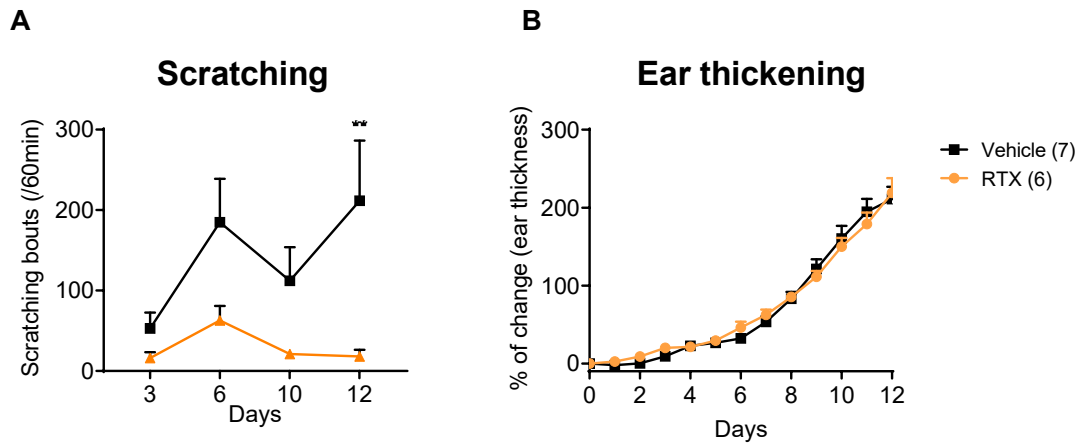 A
Scratching
Scratching bouts (/60min)
300
200
100
0
**
3 6 10 12
Days
B
Ear thickening
% of change (ear thickness)
300
200
100
0
0 2 4 6 8 10 12
Days
Vehicle (7)
RTX (6)